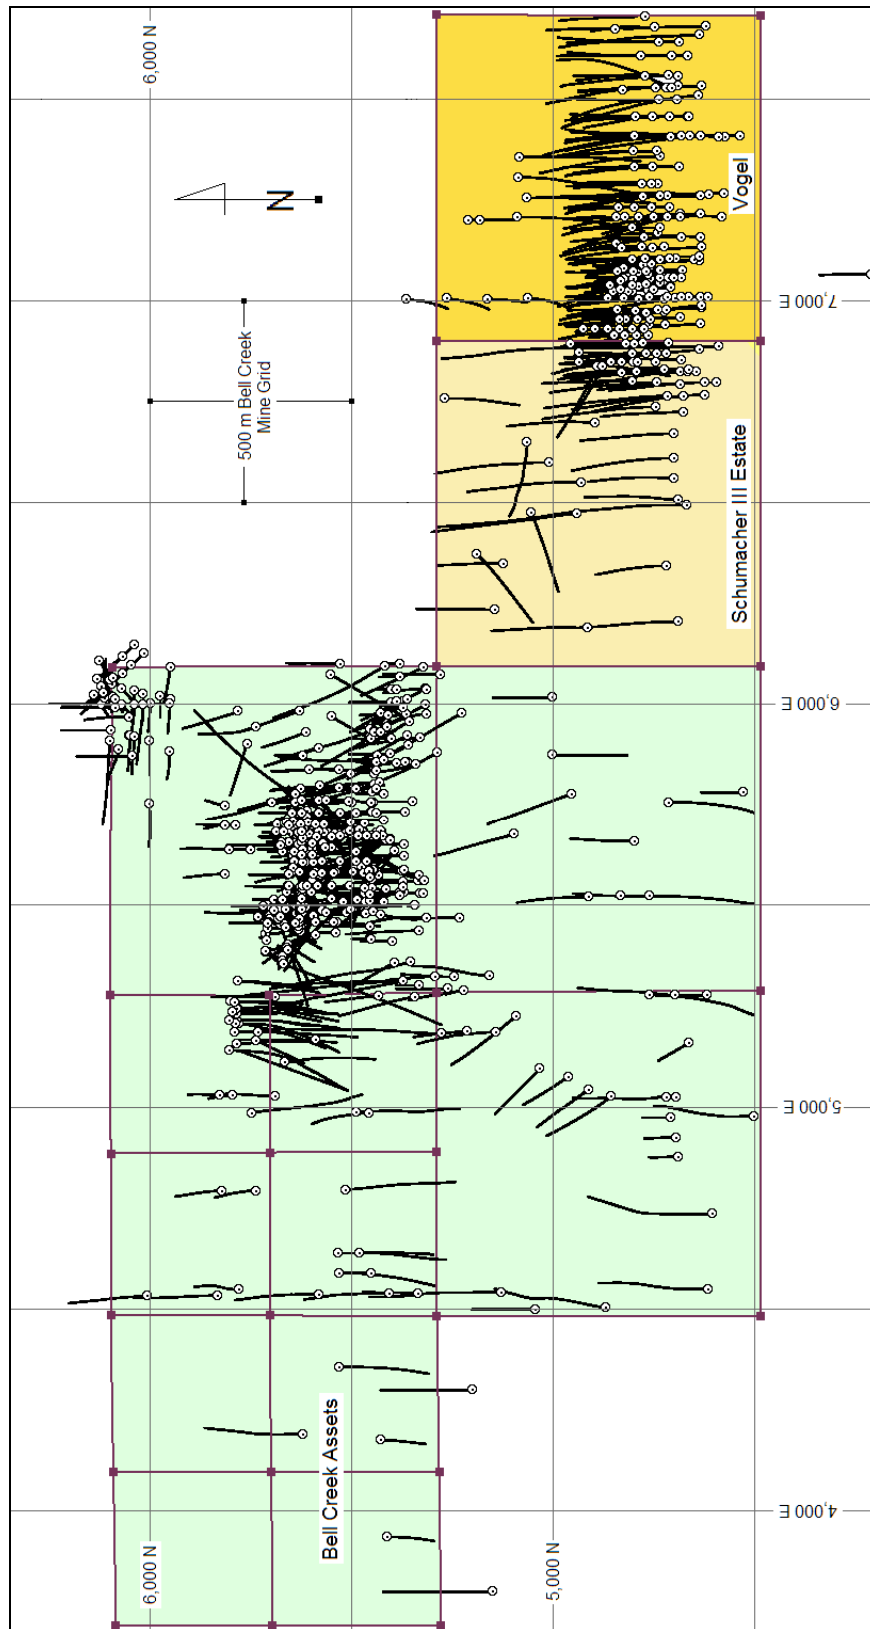 6,000 N
Vogel
N
7,000 E
500 m Bell Creek
Mine Grid
Schumacher III Estate
6,000 E
5,000 E
Bell Creek Assets
4,000 E
6,000 N
5,000 N